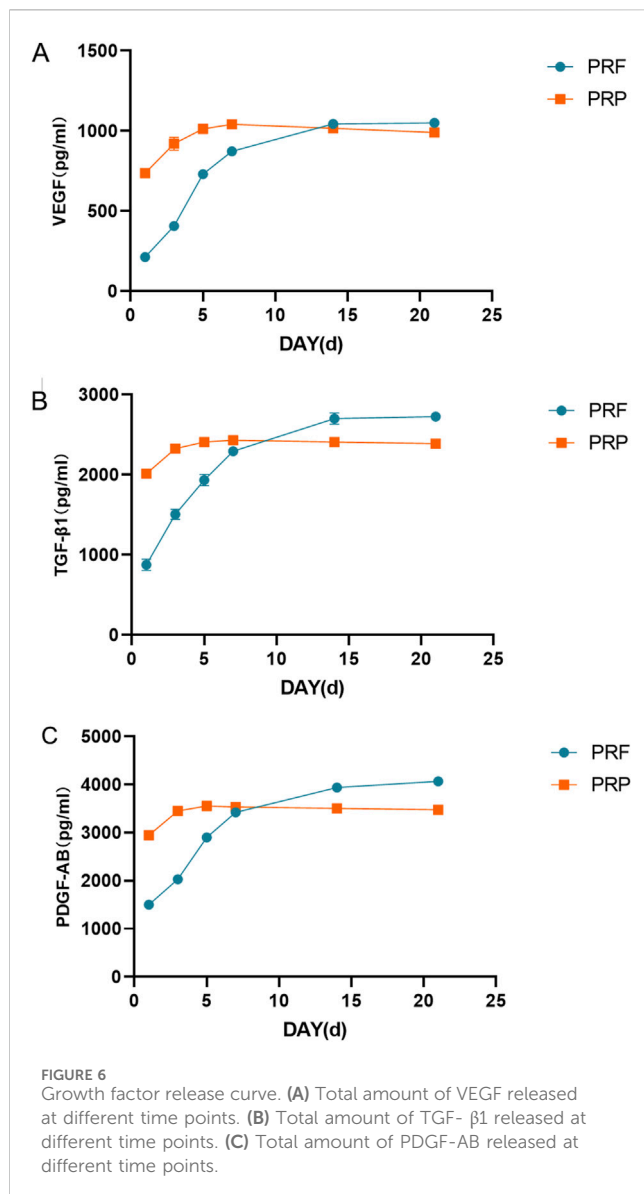 A
1500
1000
500
0
VEGF(pg/ml)
0 5 10 15 20 25
DAY(d)
PRF
PRP
B
3000
2000
1000
0
TGF-β1(pg/ml)
0 5 10 15 20 25
DAY(d)
PRF
PRP
C
5000
4000
3000
2000
1000
0
PDGF-AB(pg/ml)
0 5 10 15 20 25
DAY(d)
PRF
PRP
FIGURE 6
Growth factor release curve. (A) Total amount of VEGF released
at different time points. (B) Total amount of TGF- β1 released at
different time points. (C) Total amount of PDGF-AB released at
different time points.